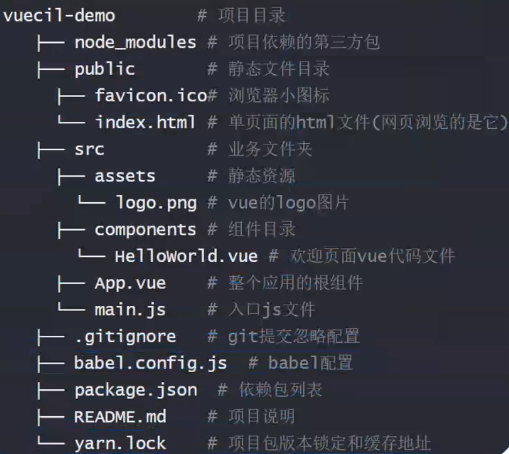 vuecil-demo        # 项目目录
├── node_modules # 项目依赖的第三方包
├── public       # 静态文件目录
  ├── favicon.ico# 浏览器小图标
  └── index.html # 单页面的html文件(网页浏览的是它)
├── src          # 业务文件夹
  ├── assets     # 静态资源
    └── logo.png # vue的logo图片
  ├── components # 组件目录
    └── HelloWorld.vue # 欢迎页面vue代码文件
  ├── App.vue    # 整个应用的根组件
  └── main.js    # 入口js文件
├── .gitignore   # git提交忽略配置
├── babel.config.js  # babel配置
├── package.json  # 依赖包列表
├── README.md    # 项目说明
└── yarn.lock    # 项目包版本锁定和缓存地址